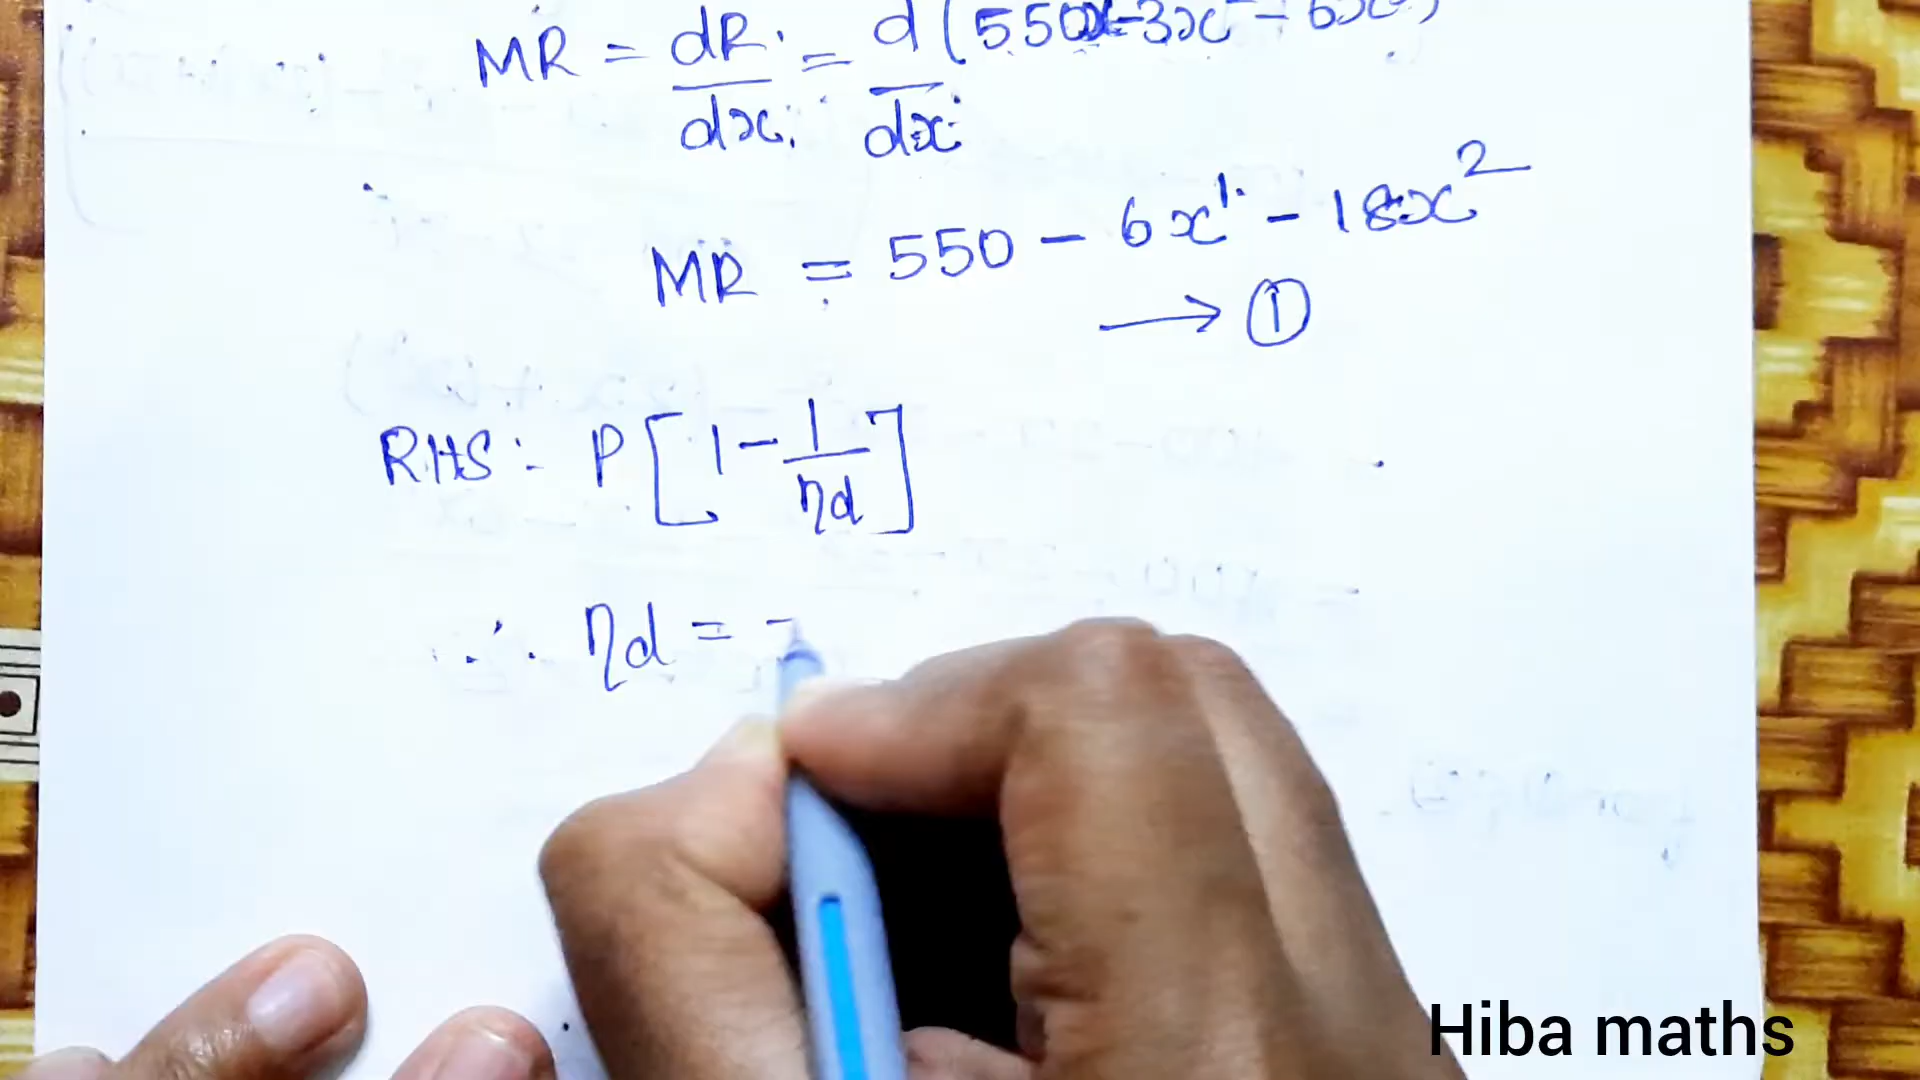 MR = dR/dx = d/dx (550x - 3x² - 6x³)
MR = 550 - 6x¹ - 18x²
→ ①
RHS :- P [1 - 1/ηd]
∴ ηd = -
Hiba maths